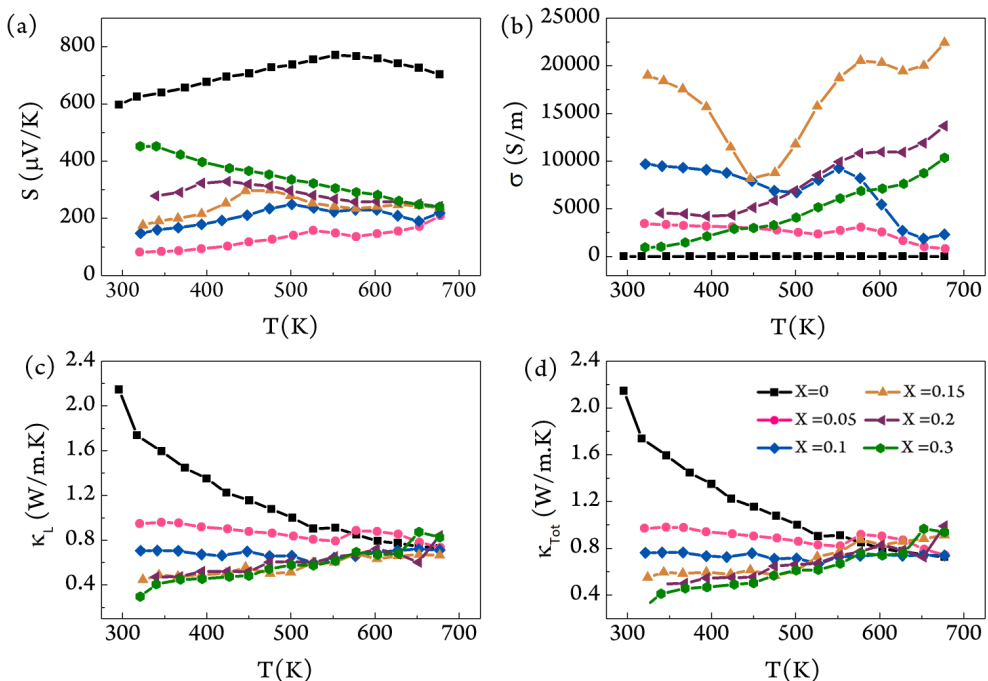 (a)
800
600
400
200
0
S (μV/K)
300 400 500 600 700
T(K)
(b)
25000
20000
15000
10000
5000
0
σ (S/m)
300 400 500 600 700
T(K)
(c)
2.4
2.0
1.6
1.2
0.8
0.4
κL (W/m.K)
300 400 500 600 700
T(K)
(d)
2.4
2.0
1.6
1.2
0.8
0.4
κTot (W/m.K)
X=0 X =0.15
X =0.05 X =0.2
X =0.1 X =0.3
300 400 500 600 700
T(K)